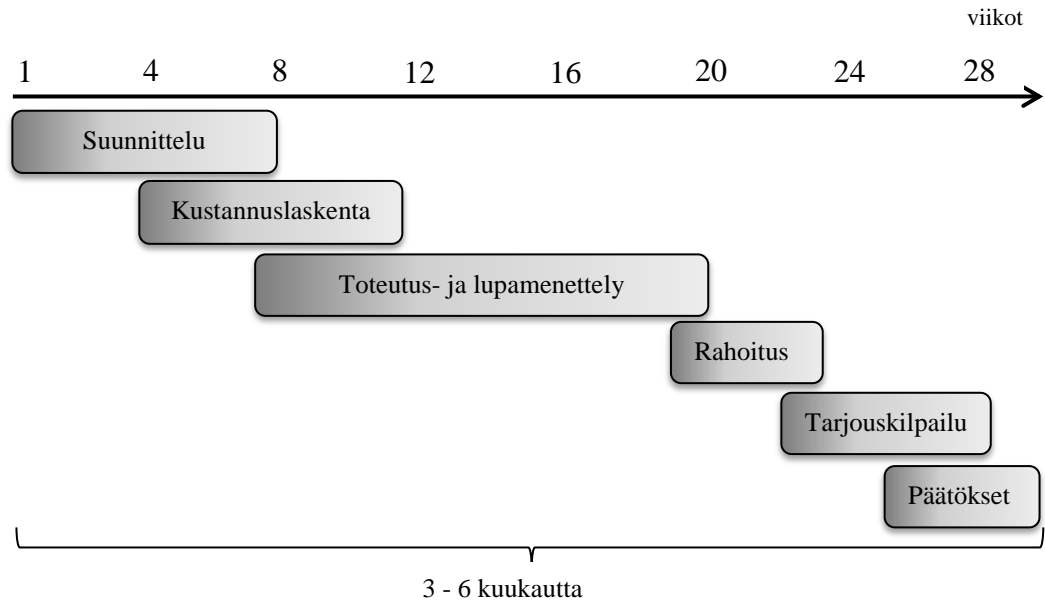 viikot
1 4 8 12 16 20 24 28
Suunnittelu
Kustannuslaskenta
Toteutus- ja lupamenettely
Rahoitus
Tarjouskilpailu
Päätökset
3 - 6 kuukautta